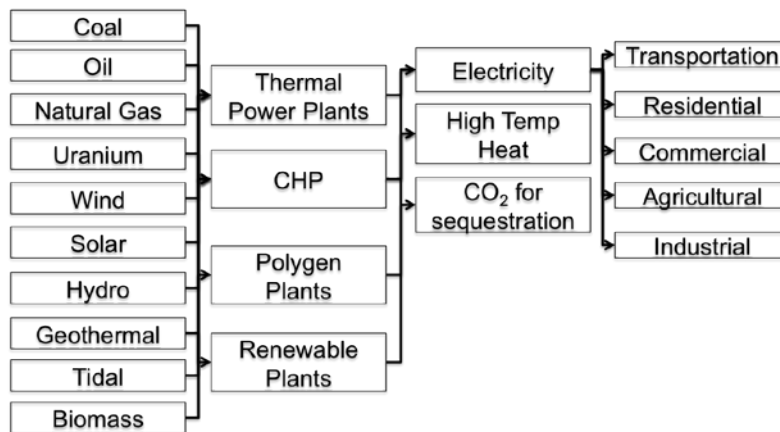 Coal
Oil
Natural Gas
Uranium
Wind
Solar
Hydro
Geothermal
Tidal
Biomass
Thermal
Power Plants
CHP
Polygen
Plants
Renewable
Plants
Electricity
High Temp
Heat
CO₂ for
sequestration
Transportation
Residential
Commercial
Agricultural
Industrial